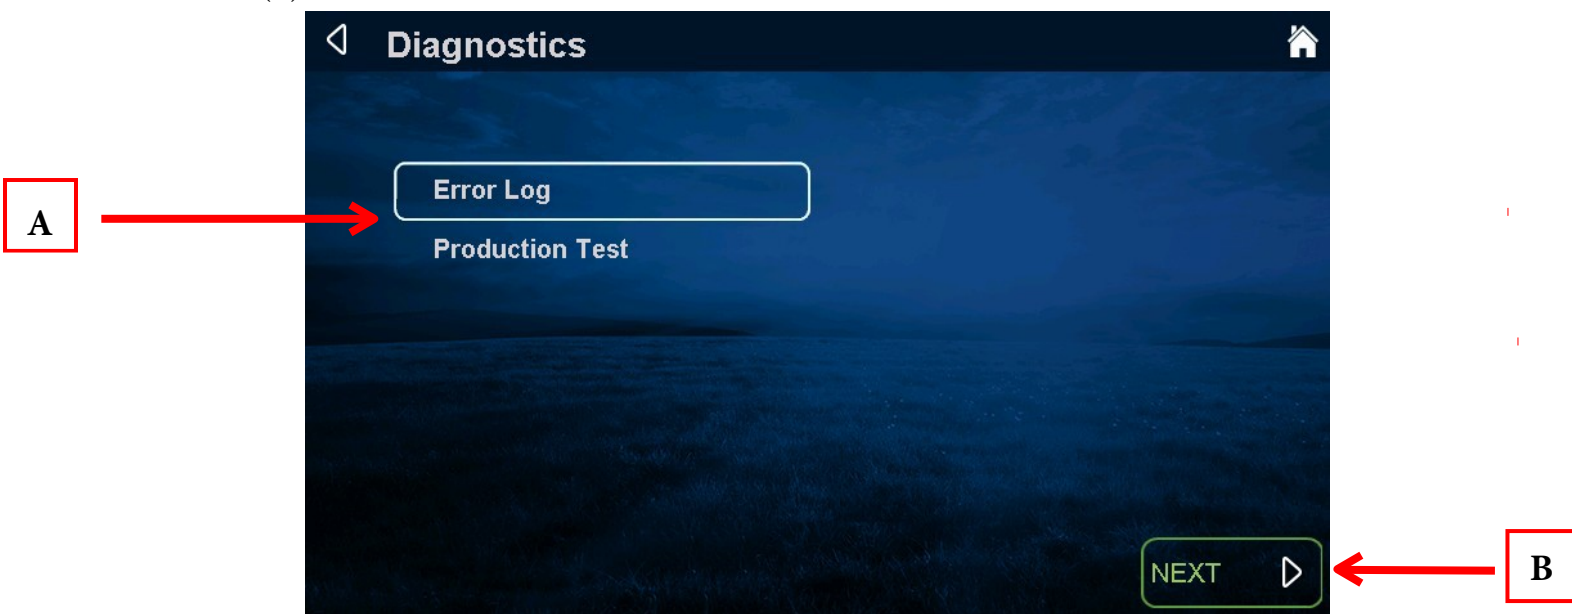 Diagnostics
Error Log
A
Production Test
NEXT
B